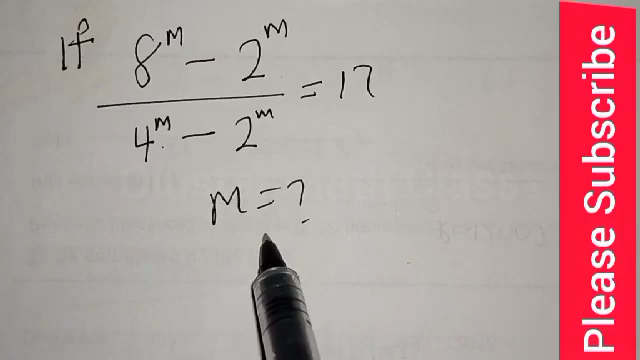 If 8^m - 2^m / 4^m - 2^m = 17
m = ?
Please Subscribe